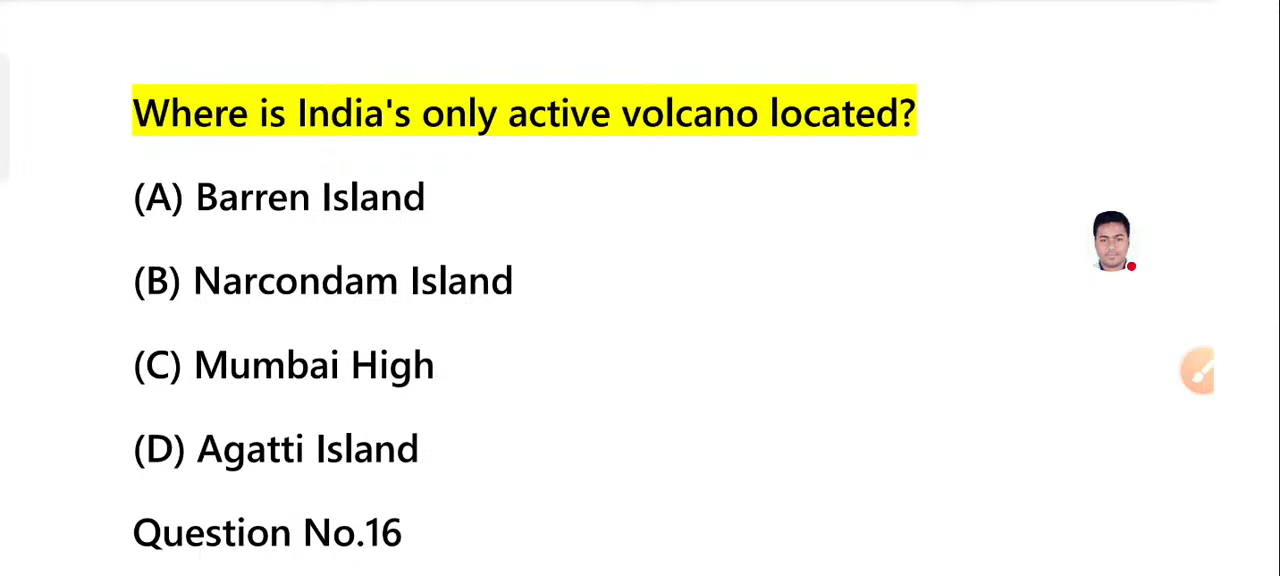 Where is India's only active volcano located?
(A) Barren Island
(B) Narcondam Island
(C) Mumbai High
(D) Agatti Island
Question No.16